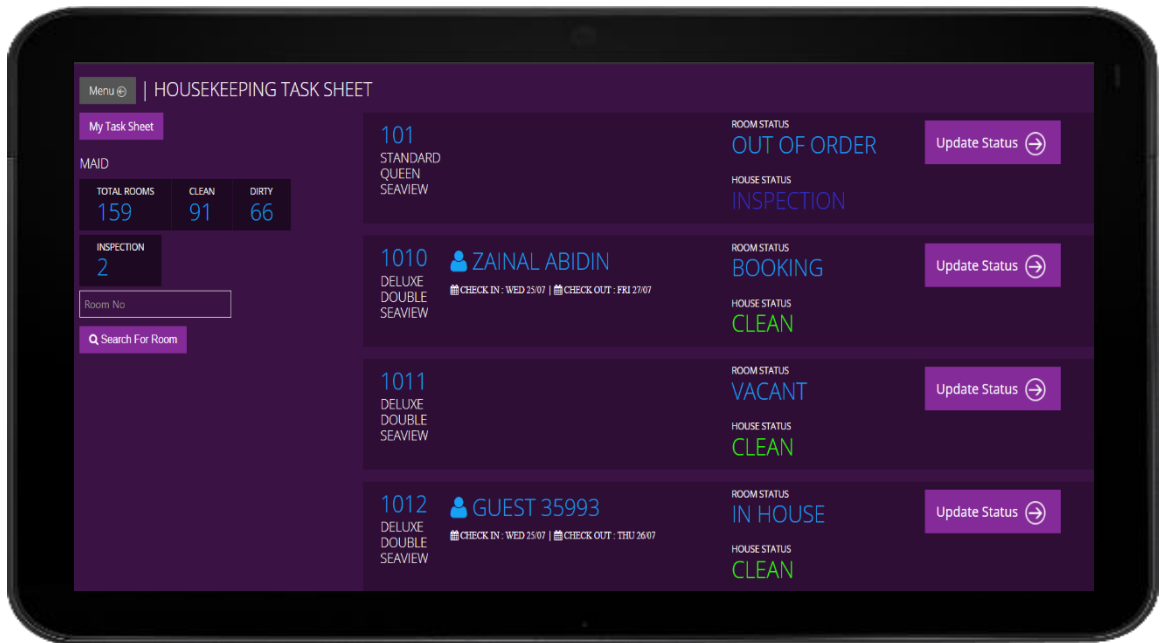 Menu | HOUSEKEEPING TASK SHEET
My Task Sheet
MAID
TOTAL ROOMS CLEAN DIRTY
159 91 66
INSPECTION
2
Room No
Search For Room
101
STANDARD
QUEEN
SEAVIEW
ROOM STATUS
OUT OF ORDER
HOUSE STATUS
INSPECTION
Update Status
1010
DELUXE
DOUBLE
SEAVIEW
ZAINAL ABIDIN
CHECK IN : WED 25/07 | CHECK OUT : FRI 27/07
ROOM STATUS
BOOKING
HOUSE STATUS
CLEAN
Update Status
1011
DELUXE
DOUBLE
SEAVIEW
ROOM STATUS
VACANT
HOUSE STATUS
CLEAN
Update Status
1012
DELUXE
DOUBLE
SEAVIEW
GUEST 35993
CHECK IN : WED 25/07 | CHECK OUT : THU 26/07
ROOM STATUS
IN HOUSE
HOUSE STATUS
CLEAN
Update Status